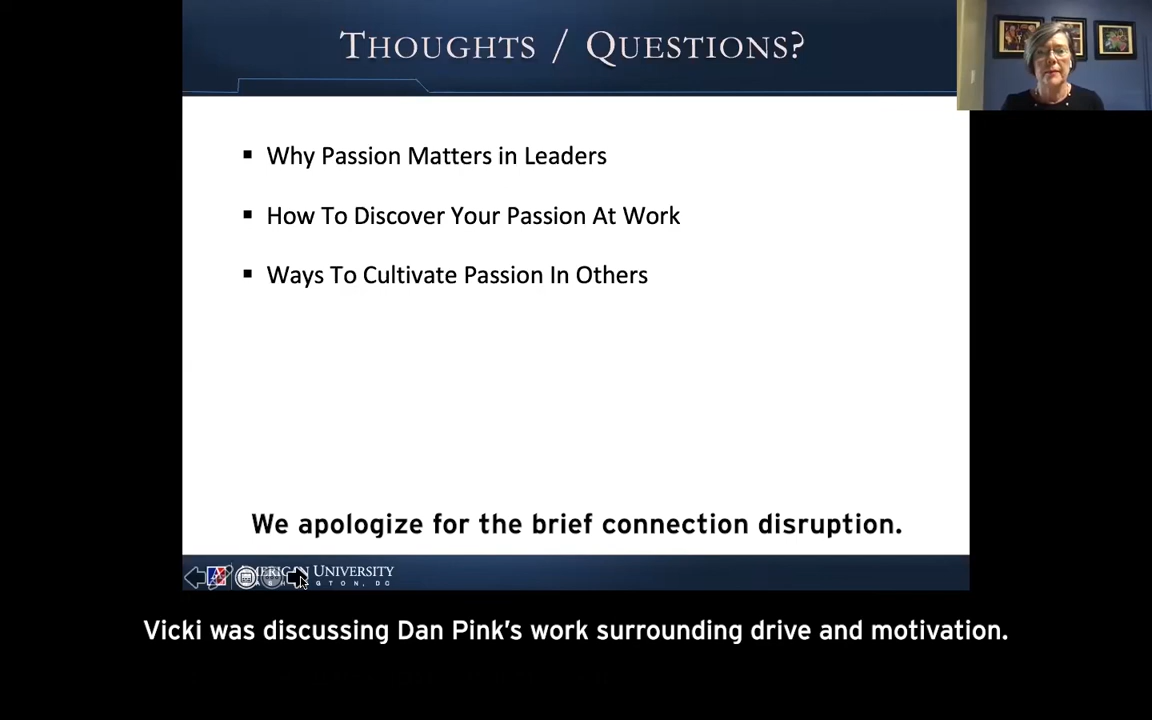 THOUGHTS / QUESTIONS?
Why Passion Matters in Leaders
How To Discover Your Passion At Work
Ways To Cultivate Passion In Others
We apologize for the brief connection disruption.
UNIVERSITY
Vicki was discussing Dan Pink's work surrounding drive and motivation.